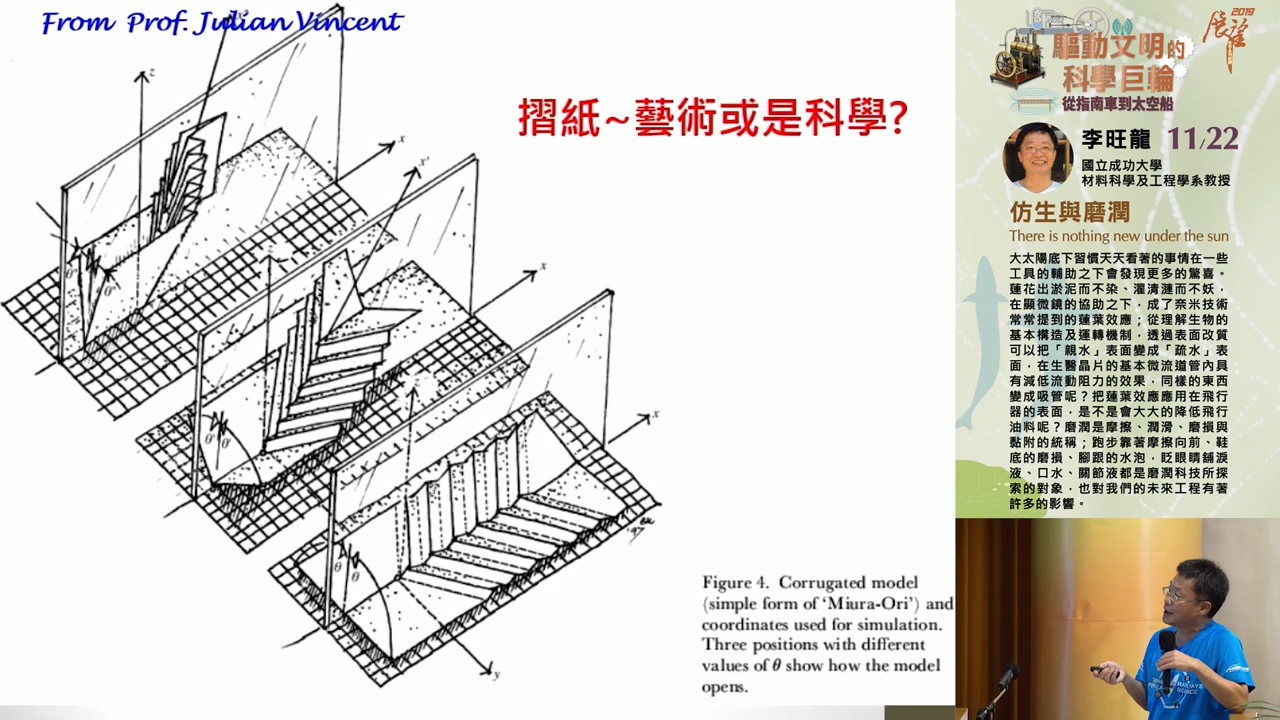 From Prof. Julian Vincent
摺紙~藝術或是科學?
z
x
x'
x
x
y
θ
θ'
θ
θ'
θ
θ
BK
'97
Figure 4. Corrugated model
(simple form of ‘Miura-Ori’) and
coordinates used for simulation.
Three positions with different
values of θ show how the model
opens.
2019
展望
驅動文明的
科學巨輪
從指南車到太空船
李旺龍 11/22
國立成功大學
材料科學及工程學系教授
仿生與磨潤
There is nothing new under the sun
大太陽底下習慣天天看著的事情在一些
工具的輔助之下會發現更多的驚喜。
蓮花出淤泥而不染、濯清漣而不妖，
在顯微鏡的協助之下，成了奈米技術
常常提到的蓮葉效應；從理解生物的
基本構造及運轉機制，透過表面改質
可以把「親水」表面變成「疏水」表
面，在生醫晶片的基本微流道管內具
有減低流動阻力的效果，同樣的東西
變成吸管呢？把蓮葉效應應用在飛行
器的表面，是不是會大大的降低飛行
油料呢？磨潤是摩擦、潤滑、磨損與
黏附的統稱；跑步靠著摩擦向前、鞋
底的磨損、腳跟的水泡，眨眼睛舖淚
液、口水、關節液都是磨潤科技所探
索的對象，也對我們的未來工程有著
許多的影響。